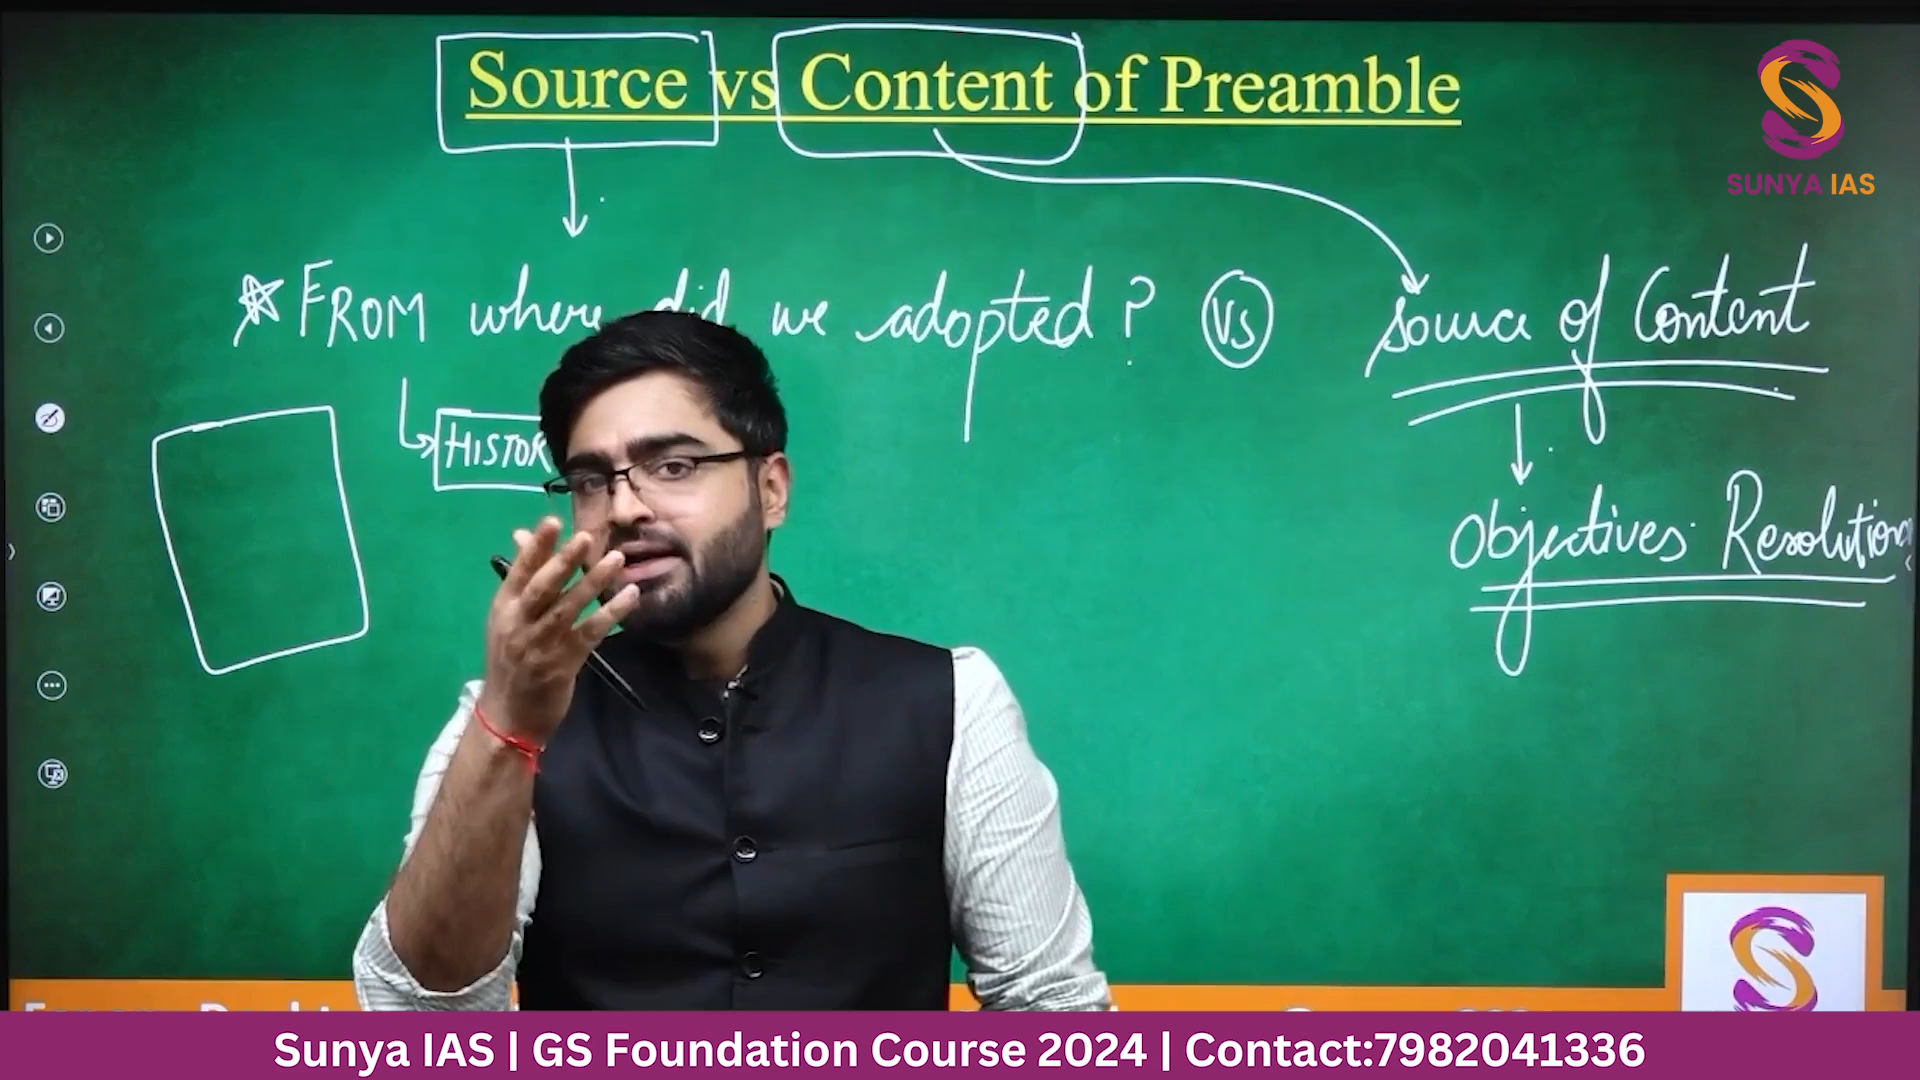 Source vs Content of Preamble
SUNYA IAS
FROM where did we adopted? Vs Source of Content
HISTOR
Objectives Resolution
Sunya IAS | GS Foundation Course 2024 | Contact:7982041336